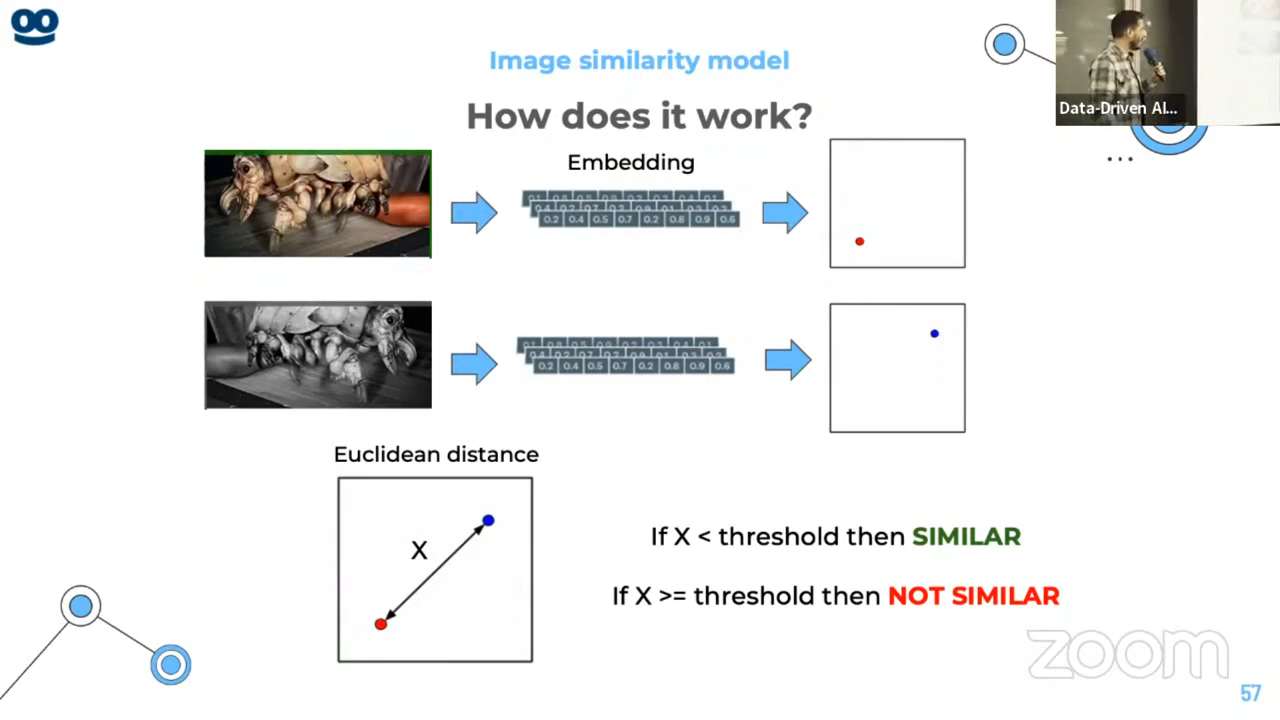 Image similarity model
How does it work?
Data-Driven AI...
...
Embedding
0.2 0.4 0.5 0.7 0.2 0.8 0.9 0.6
0.2 0.4 0.5 0.7 0.2 0.8 0.9 0.6
Euclidean distance
X
If X < threshold then SIMILAR
If X >= threshold then NOT SIMILAR
zoom
57